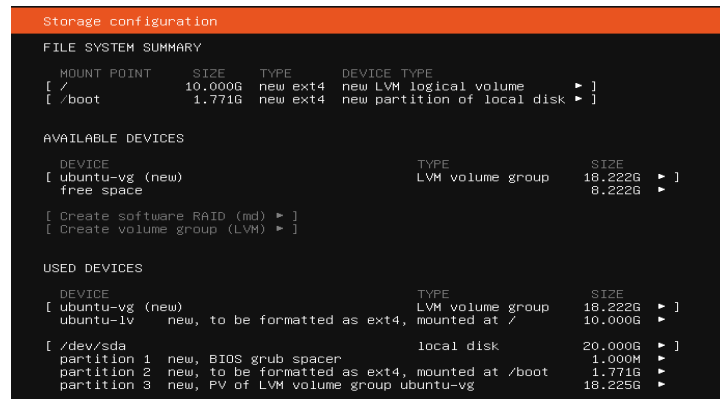 Storage configuration
FILE SYSTEM SUMMARY
MOUNT POINT SIZE TYPE DEVICE TYPE
[ / 10.000G new ext4 new LVM logical volume ► ]
[ /boot 1.771G new ext4 new partition of local disk ► ]
AVAILABLE DEVICES
DEVICE TYPE SIZE
[ ubuntu-vg (new) LVM volume group 18.222G ► ]
free space 8.222G ►
[ Create software RAID (md) ► ]
[ Create volume group (LVM) ► ]
USED DEVICES
DEVICE TYPE SIZE
[ ubuntu-vg (new) LVM volume group 18.222G ► ]
ubuntu-lv new, to be formatted as ext4, mounted at / 10.000G ►
[ /dev/sda local disk 20.000G ► ]
partition 1 new, BIOS grub spacer 1.000M ►
partition 2 new, to be formatted as ext4, mounted at /boot 1.771G ►
partition 3 new, PV of LVM volume group ubuntu-vg 18.225G ►